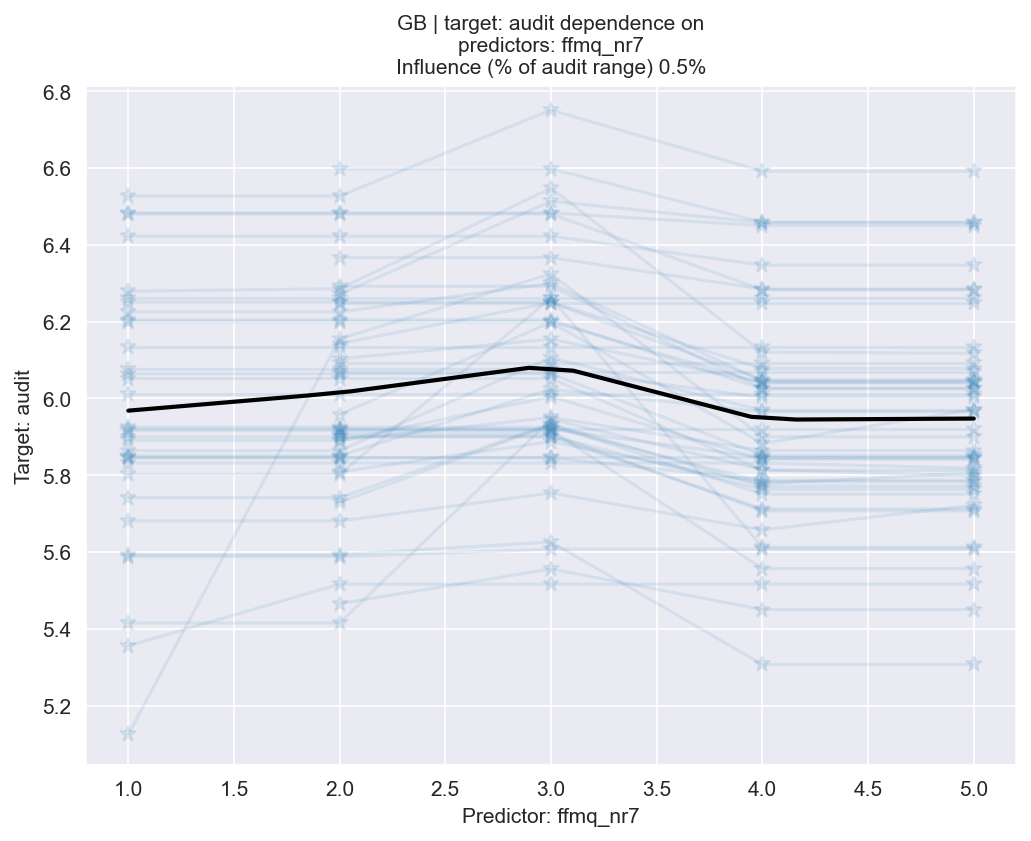 GB | target: audit dependence on
predictors: ffmq_nr7
Influence (% of audit range) 0.5%
6.8
6.6
6.4
6.2
6.0
5.8
5.6
5.4
5.2
Target: audit
1.0 1.5 2.0 2.5 3.0 3.5 4.0 4.5 5.0
Predictor: ffmq_nr7